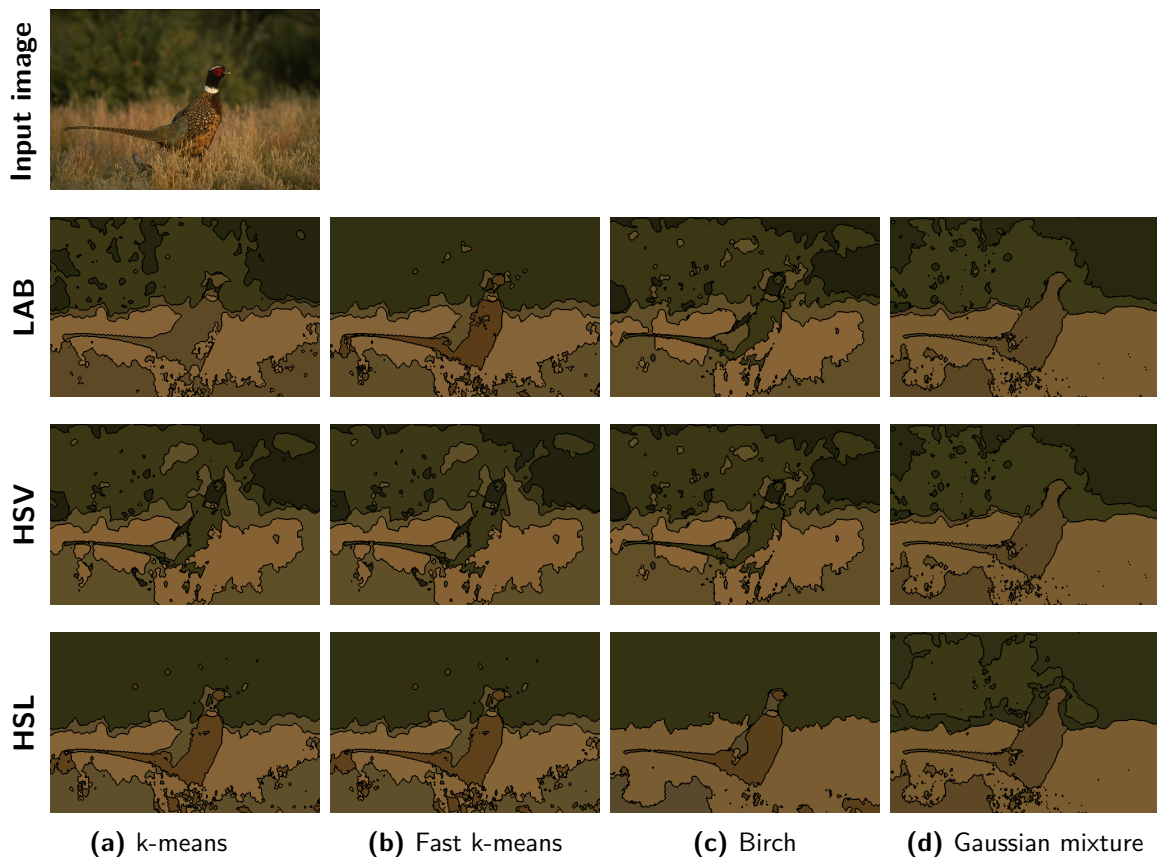 Input image
LAB
HSV
HSL
(a) k-means
(b) Fast k-means
(c) Birch
(d) Gaussian mixture